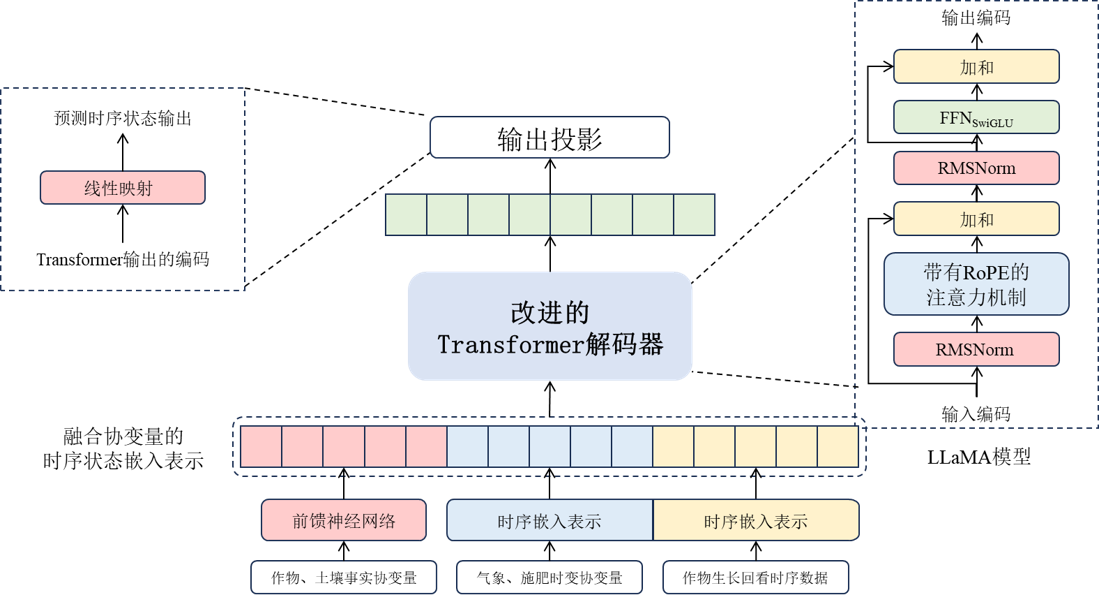 预测时序状态输出
线性映射
Transformer输出的编码
输出投影
改进的
Transformer解码器
融合协变量的
时序状态嵌入表示
前馈神经网络
时序嵌入表示
时序嵌入表示
作物、土壤事实协变量
气象、施肥时变协变量
作物生长回看时序数据
输出编码
加和
FFNSwiGLU
RMSNorm
加和
带有RoPE的
注意力机制
RMSNorm
输入编码
LLaMA模型